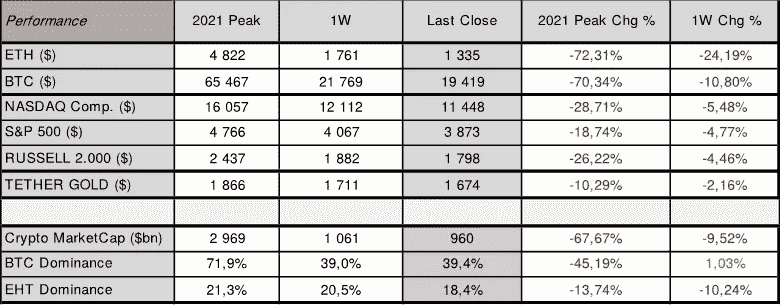 Performance 2021 Peak 1W Last Close 2021 Peak Chg % 1W Chg %
ETH ($) 4 822 1 761 1 335 -72,31% -24,19%
BTC ($) 65 467 21 769 19 419 -70,34% -10,80%
NASDAQ Comp. ($) 16 057 12 112 11 448 -28,71% -5,48%
S&P 500 ($) 4 766 4 067 3 873 -18,74% -4,77%
RUSSELL 2.000 ($) 2 437 1 882 1 798 -26,22% -4,46%
TETHER GOLD ($) 1 866 1 711 1 674 -10,29% -2,16%
Crypto MarketCap ($bn) 2 969 1 061 960 -67,67% -9,52%
BTC Dominance 71,9% 39,0% 39,4% -45,19% 1,03%
EHT Dominance 21,3% 20,5% 18,4% -13,74% -10,24%